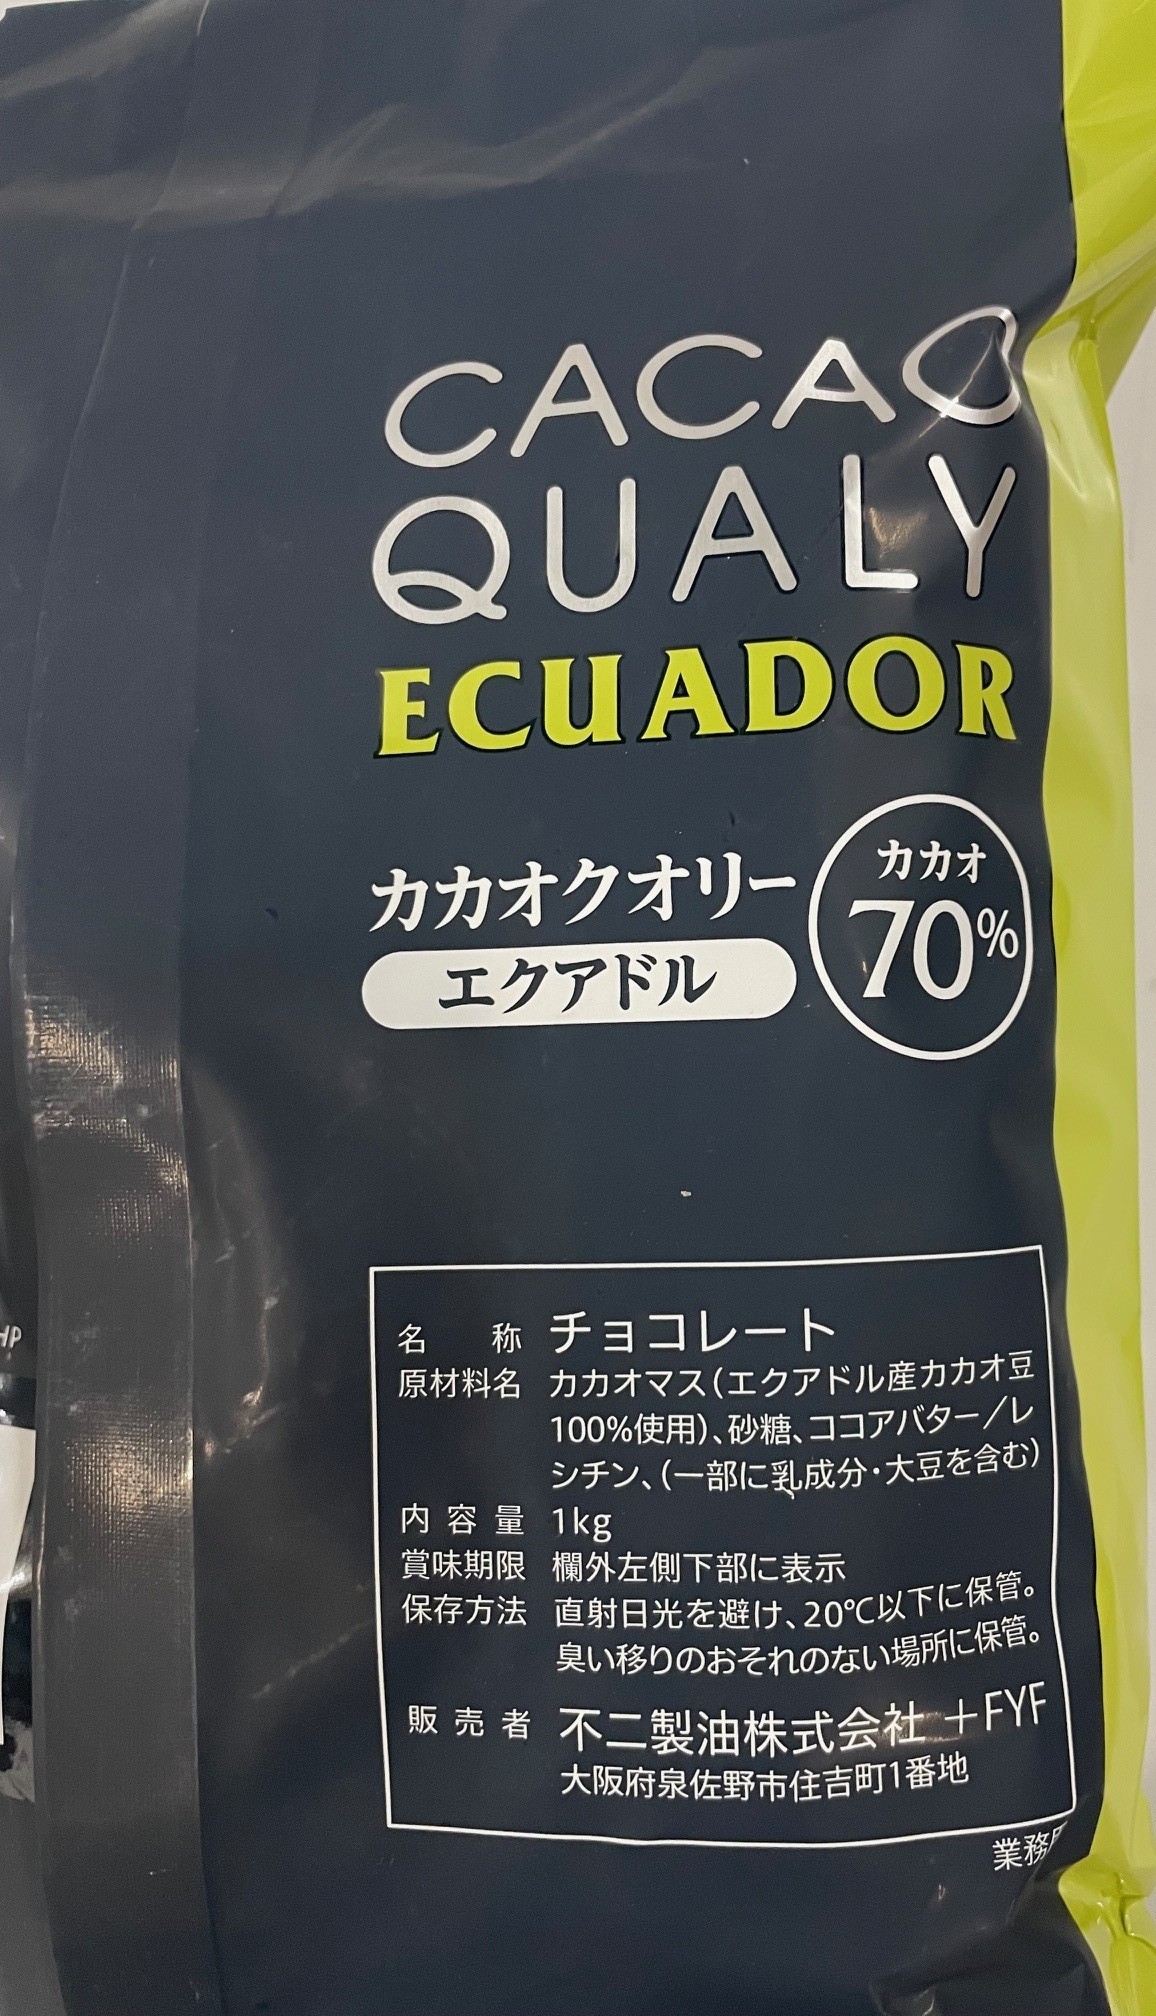 CACAO
QUALY
ECUADOR
カカオクオリー
エクアドル
カカオ
70%
名 称 チョコレート
原材料名 カカオマス(エクアドル産カカオ豆
100%使用)、砂糖、ココアバター/レ
シチン、(一部に乳成分・大豆を含む)
内容量 1kg
賞味期限 欄外左側下部に表示
保存方法 直射日光を避け、20℃以下に保管。
臭い移りのおそれのない場所に保管。
販売者 不二製油株式会社 +FYF
大阪府泉佐野市住吉町1番地
業務